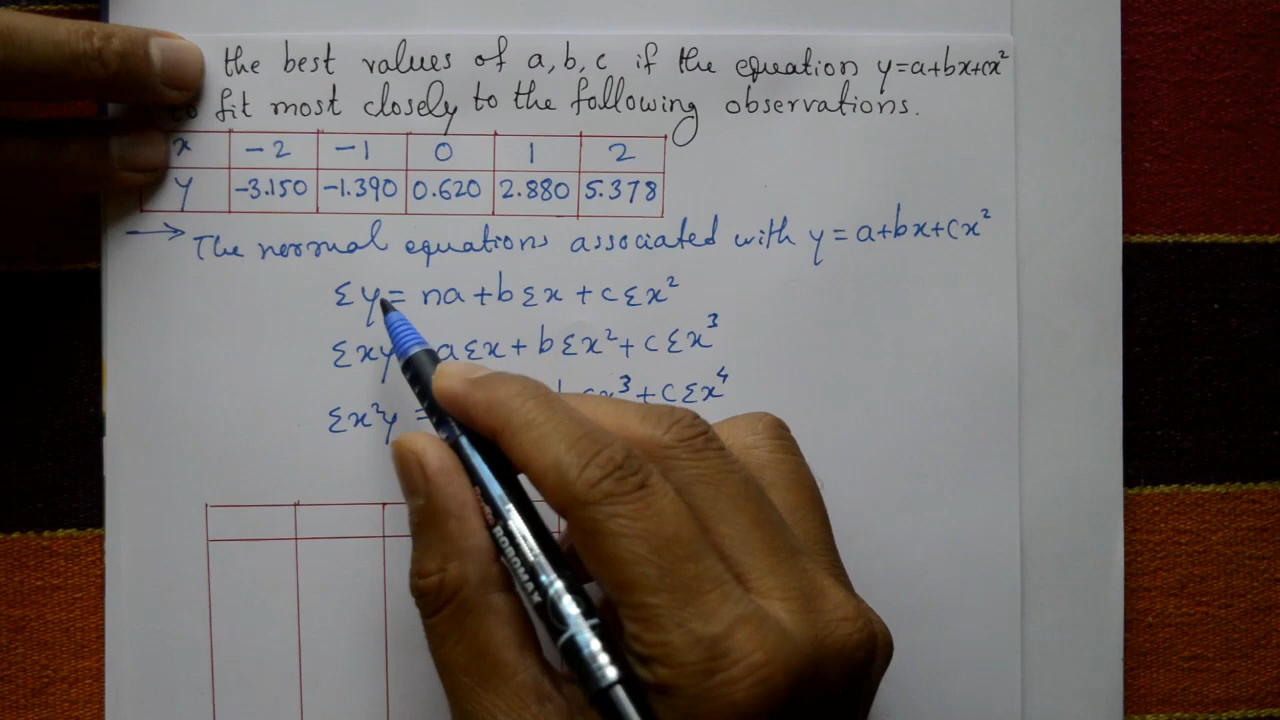 the best values of a, b, c if the equation y=a+bx+cx²
to fit most closely to the following observations.
x -2 -1 0 1 2
y -3.150 -1.390 0.620 2.880 5.378
→ The normal equations associated with y = a+bx+cx²
Σy= na+bΣx+cΣx²
Σxy aΣx+bΣx²+cΣx³
Σx²y = Σx³+cΣx⁴
ROBOMAX